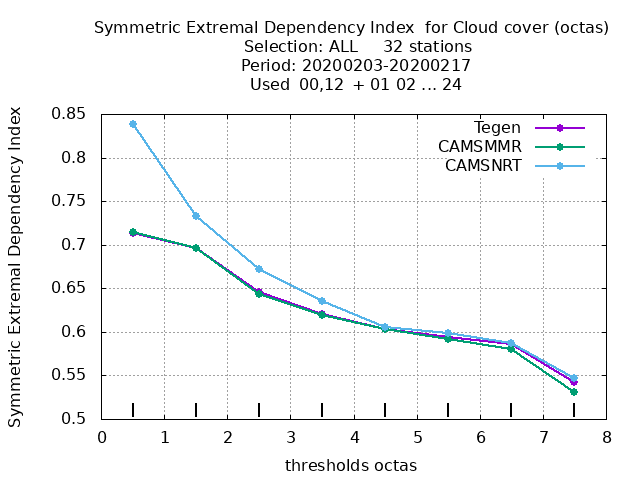 Symmetric Extremal Dependency Index  for Cloud cover (octas)
Selection: ALL     32 stations
Period: 20200203-20200217
Used  00,12  + 01 02 ... 24
Symmetric Extremal Dependency Index
0.85
0.8
0.75
0.7
0.65
0.6
0.55
0.5
Tegen
CAMSMMR
CAMSNRT
0 1 2 3 4 5 6 7 8
thresholds octas